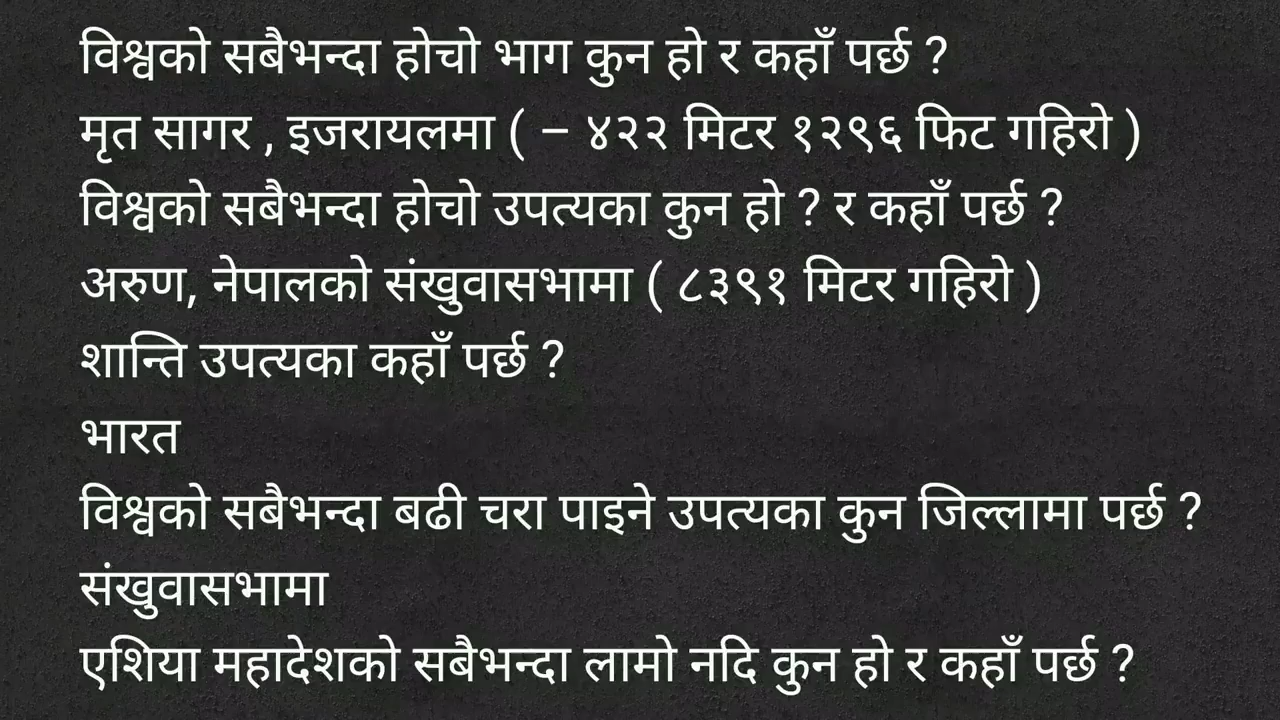 विश्वको सबैभन्दा होचो भाग कुन हो र कहाँ पर्छ ?
मृत सागर , इजरायलमा ( – ४२२ मिटर १२९६ फिट गहिरो )
विश्वको सबैभन्दा होचो उपत्यका कुन हो ? र कहाँ पर्छ ?
अरुण, नेपालको संखुवासभामा ( ८३९१ मिटर गहिरो )
शान्ति उपत्यका कहाँ पर्छ ?
भारत
विश्वको सबैभन्दा बढी चरा पाइने उपत्यका कुन जिल्लामा पर्छ ?
संखुवासभामा
एशिया महादेशको सबैभन्दा लामो नदि कुन हो र कहाँ पर्छ ?